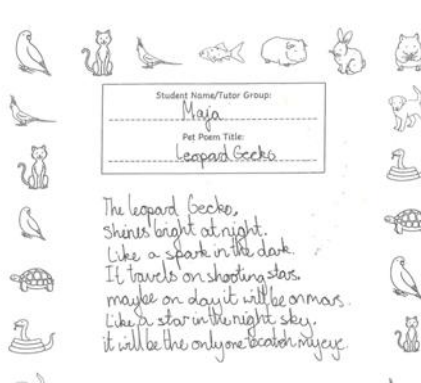 Student Name/Tutor Group:
Maja
Pet Poem Title:
Leopard Gecko
The leopard Gecko,
Shines bright at night.
Like a spark in the dark.
It travels on shooting stars.
maybe on day it will be on mars.
Like a star in the night sky.
it will be the only one to catch my eye.